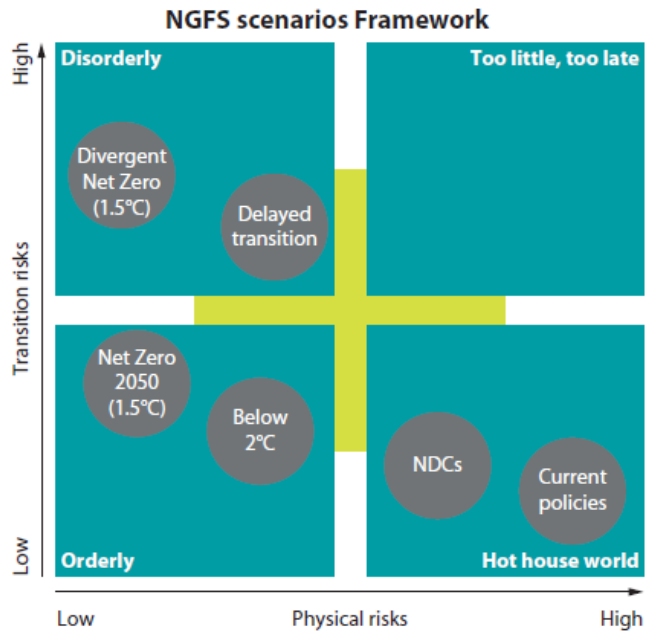 NGFS scenarios Framework
High
Disorderly
Too little, too late
Divergent
Net Zero
(1.5°C)
Delayed
transition
Transition risks
Net Zero
2050
(1.5°C)
Below
2°C
NDCs
Current
policies
Low
Orderly
Hot house world
Low
Physical risks
High